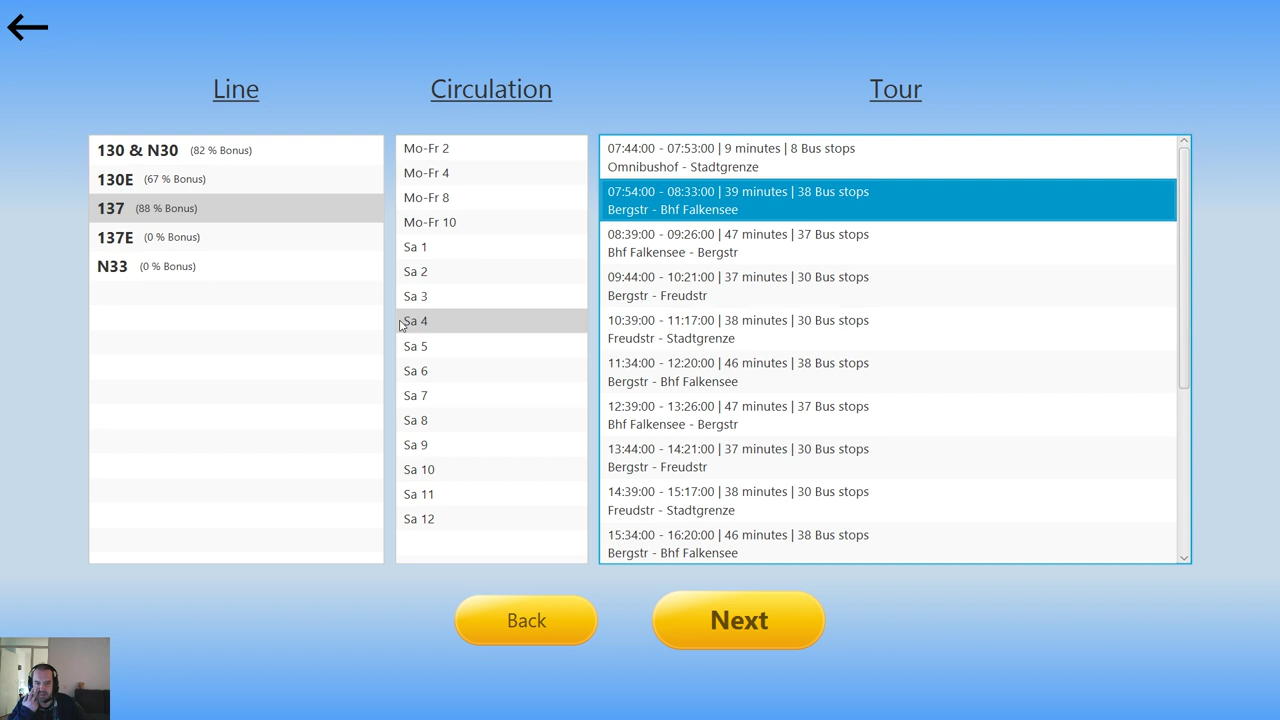 Line
Circulation
Tour
130 & N30 (82 % Bonus)
130E (67 % Bonus)
137 (88 % Bonus)
137E (0 % Bonus)
N33 (0 % Bonus)
Mo-Fr 2
Mo-Fr 4
Mo-Fr 8
Mo-Fr 10
Sa 1
Sa 2
Sa 3
Sa 4
Sa 5
Sa 6
Sa 7
Sa 8
Sa 9
Sa 10
Sa 11
Sa 12
07:44:00 - 07:53:00 | 9 minutes | 8 Bus stops
Omnibushof - Stadtgrenze
07:54:00 - 08:33:00 | 39 minutes | 38 Bus stops
Bergstr - Bhf Falkensee
08:39:00 - 09:26:00 | 47 minutes | 37 Bus stops
Bhf Falkensee - Bergstr
09:44:00 - 10:21:00 | 37 minutes | 30 Bus stops
Bergstr - Freudstr
10:39:00 - 11:17:00 | 38 minutes | 30 Bus stops
Freudstr - Stadtgrenze
11:34:00 - 12:20:00 | 46 minutes | 38 Bus stops
Bergstr - Bhf Falkensee
12:39:00 - 13:26:00 | 47 minutes | 37 Bus stops
Bhf Falkensee - Bergstr
13:44:00 - 14:21:00 | 37 minutes | 30 Bus stops
Bergstr - Freudstr
14:39:00 - 15:17:00 | 38 minutes | 30 Bus stops
Freudstr - Stadtgrenze
15:34:00 - 16:20:00 | 46 minutes | 38 Bus stops
Bergstr - Bhf Falkensee
Back
Next